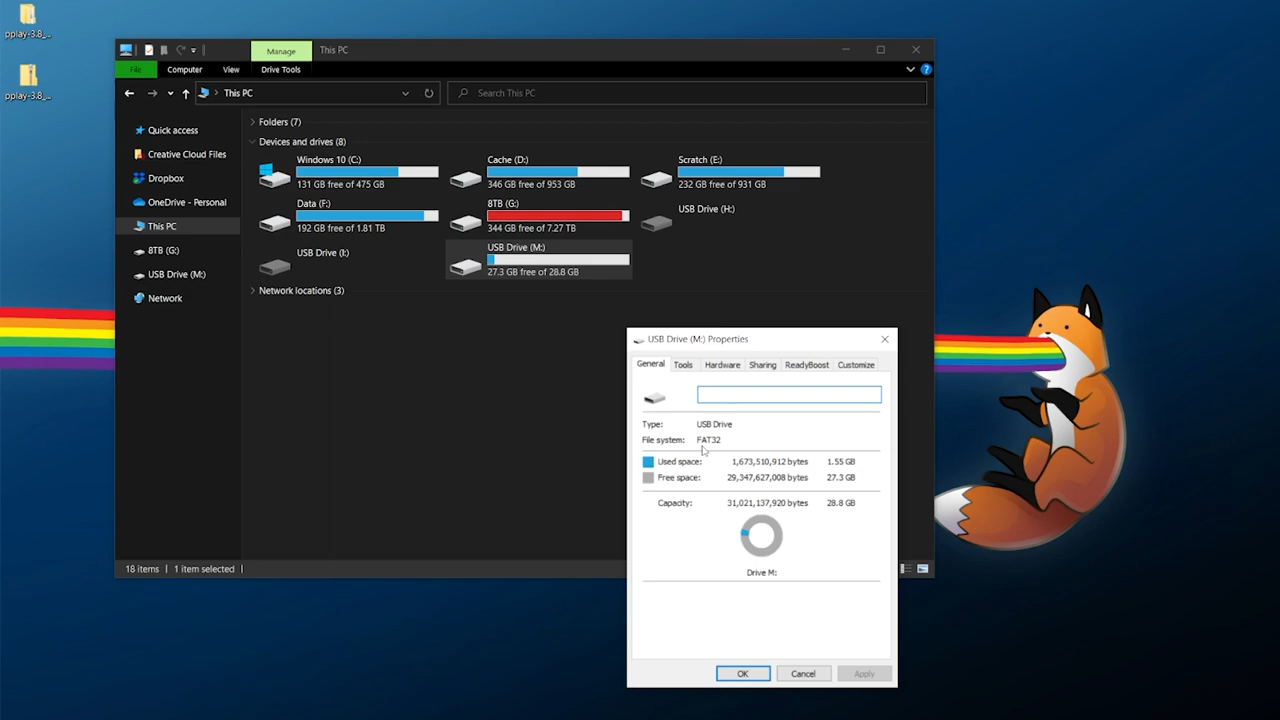 pplay-3.8_...
pplay-3.8_...
Manage
This PC
File
Computer
View
Drive Tools
This PC
Search This PC
Quick access
Creative Cloud Files
Dropbox
OneDrive - Personal
This PC
8TB (G:)
USB Drive (M:)
Network
Folders (7)
Devices and drives (8)
Windows 10 (C:)
131 GB free of 475 GB
Cache (D:)
346 GB free of 953 GB
Scratch (E:)
232 GB free of 931 GB
Data (F:)
192 GB free of 1.81 TB
8TB (G:)
344 GB free of 7.27 TB
USB Drive (H:)
USB Drive (I:)
USB Drive (M:)
27.3 GB free of 28.8 GB
Network locations (3)
18 items
1 item selected
USB Drive (M:) Properties
General
Tools
Hardware
Sharing
ReadyBoost
Customize
Type: USB Drive
File system: FAT32
Used space: 1,673,510,912 bytes 1.55 GB
Free space: 29,347,627,008 bytes 27.3 GB
Capacity: 31,021,137,920 bytes 28.8 GB
Drive M:
OK
Cancel
Apply